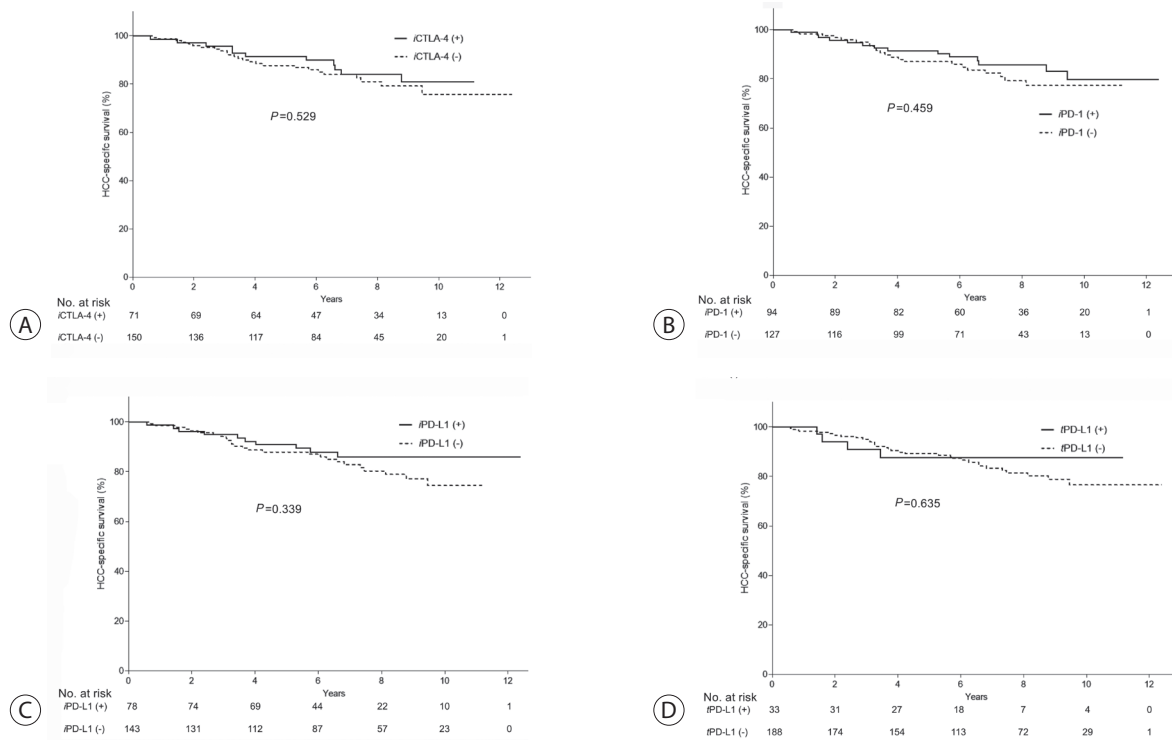 100
80
60
40
20
0
HCC-specific survival (%)
iCTLA-4 (+)
iCTLA-4 (-)
P=0.529
0 2 4 6 8 10 12
Years
No. at risk
iCTLA-4 (+) 71 69 64 47 34 13 0
iCTLA-4 (-) 150 136 117 84 45 20 1
A
100
80
60
40
20
0
HCC-specific survival (%)
P=0.459
iPD-1 (+)
iPD-1 (-)
0 2 4 6 8 10 12
Years
No. at risk
iPD-1 (+) 94 89 82 60 36 20 1
iPD-1 (-) 127 116 99 71 43 13 0
B
100
80
60
40
20
0
HCC-specific survival (%)
iPD-L1 (+)
iPD-L1 (-)
P=0.339
0 2 4 6 8 10 12
Years
No. at risk
iPD-L1 (+) 78 74 69 44 22 10 1
iPD-L1 (-) 143 131 112 87 57 23 0
C
100
80
60
40
20
0
HCC-specific survival (%)
tPD-L1 (+)
tPD-L1 (-)
P=0.635
0 2 4 6 8 10 12
Years
No. at risk
tPD-L1 (+) 33 31 27 18 7 4 0
tPD-L1 (-) 188 174 154 113 72 29 1
D